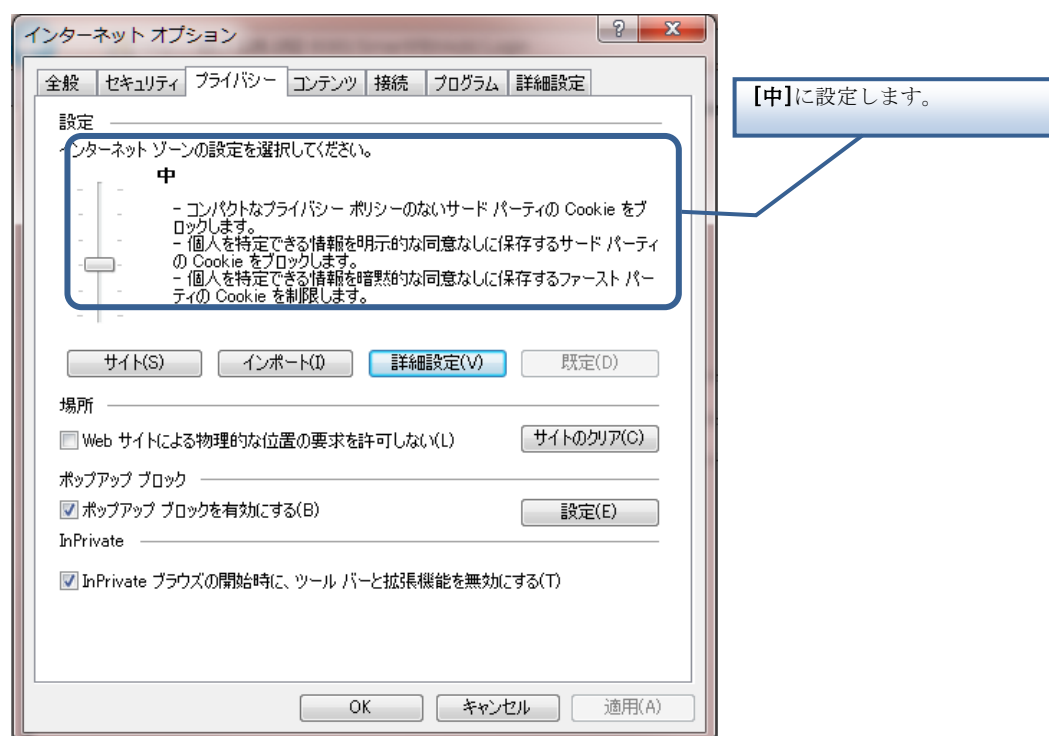 インターネット オプション
全般 セキュリティ プライバシー コンテンツ 接続 プログラム 詳細設定
[中]に設定します。
設定
インターネット ゾーンの設定を選択してください。
中
- コンパクトなプライバシー ポリシーのないサード パーティの Cookie をブ
ロックします。
- 個人を特定できる情報を明示的な同意なしに保存するサード パーティ
の Cookie をブロックします。
- 個人を特定できる情報を暗黙的な同意なしに保存するファースト パー
ティの Cookie を制限します。
サイト(S) インポート(I) 詳細設定(V) 既定(D)
場所
Web サイトによる物理的な位置の要求を許可しない(L) サイトのクリア(C)
ポップアップ ブロック
ポップアップ ブロックを有効にする(B) 設定(E)
InPrivate
InPrivate ブラウズの開始時に、ツール バーと拡張機能を無効にする(T)
OK キャンセル 適用(A)